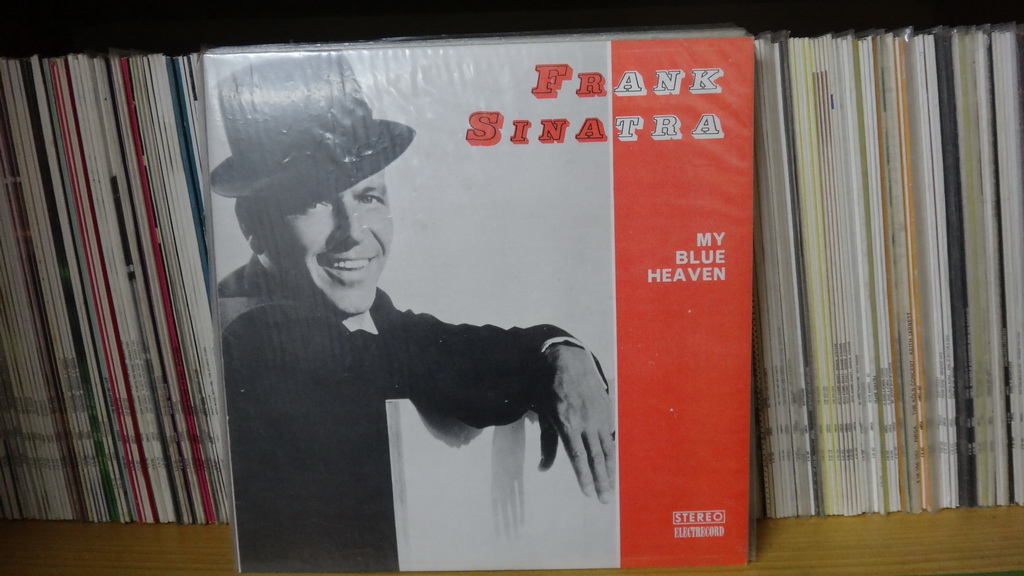 FRANK
SINATRA
MY
BLUE
HEAVEN
STEREO
ELECTRECORD